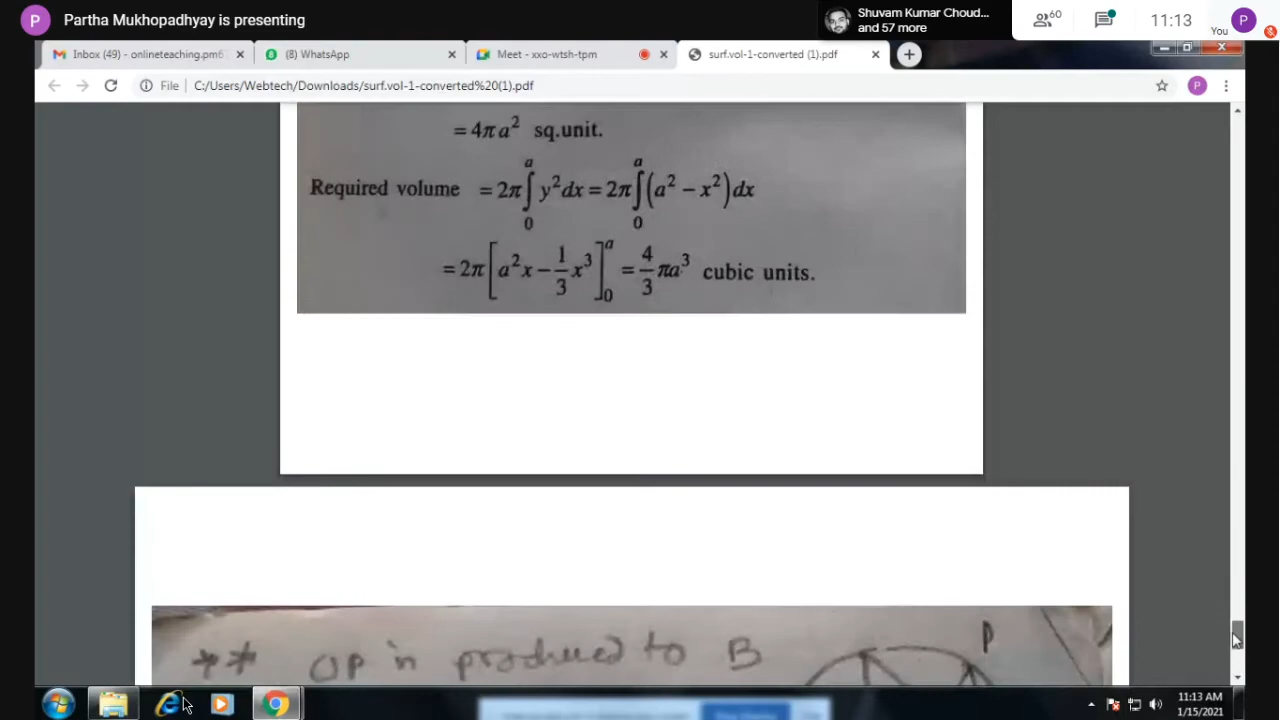 P Partha Mukhopadhyay is presenting
Shuvam Kumar Choud...
and 57 more
60
11:13
P
You
Inbox (49) - onlineteaching.pm6
(8) WhatsApp
Meet - xxo-wtsh-tpm
surf.vol-1-converted (1).pdf
File C:/Users/Webtech/Downloads/surf.vol-1-converted%20(1).pdf
P
= 4πa² sq.unit.
Required volume = 2π∫₀ᵃ y²dx = 2π∫₀ᵃ (a² − x²)dx
= 2π[a²x − 1/3 x³]₀ᵃ = 4/3 πa³ cubic units.
** OP in produced to B
P
11:13 AM
1/15/2021